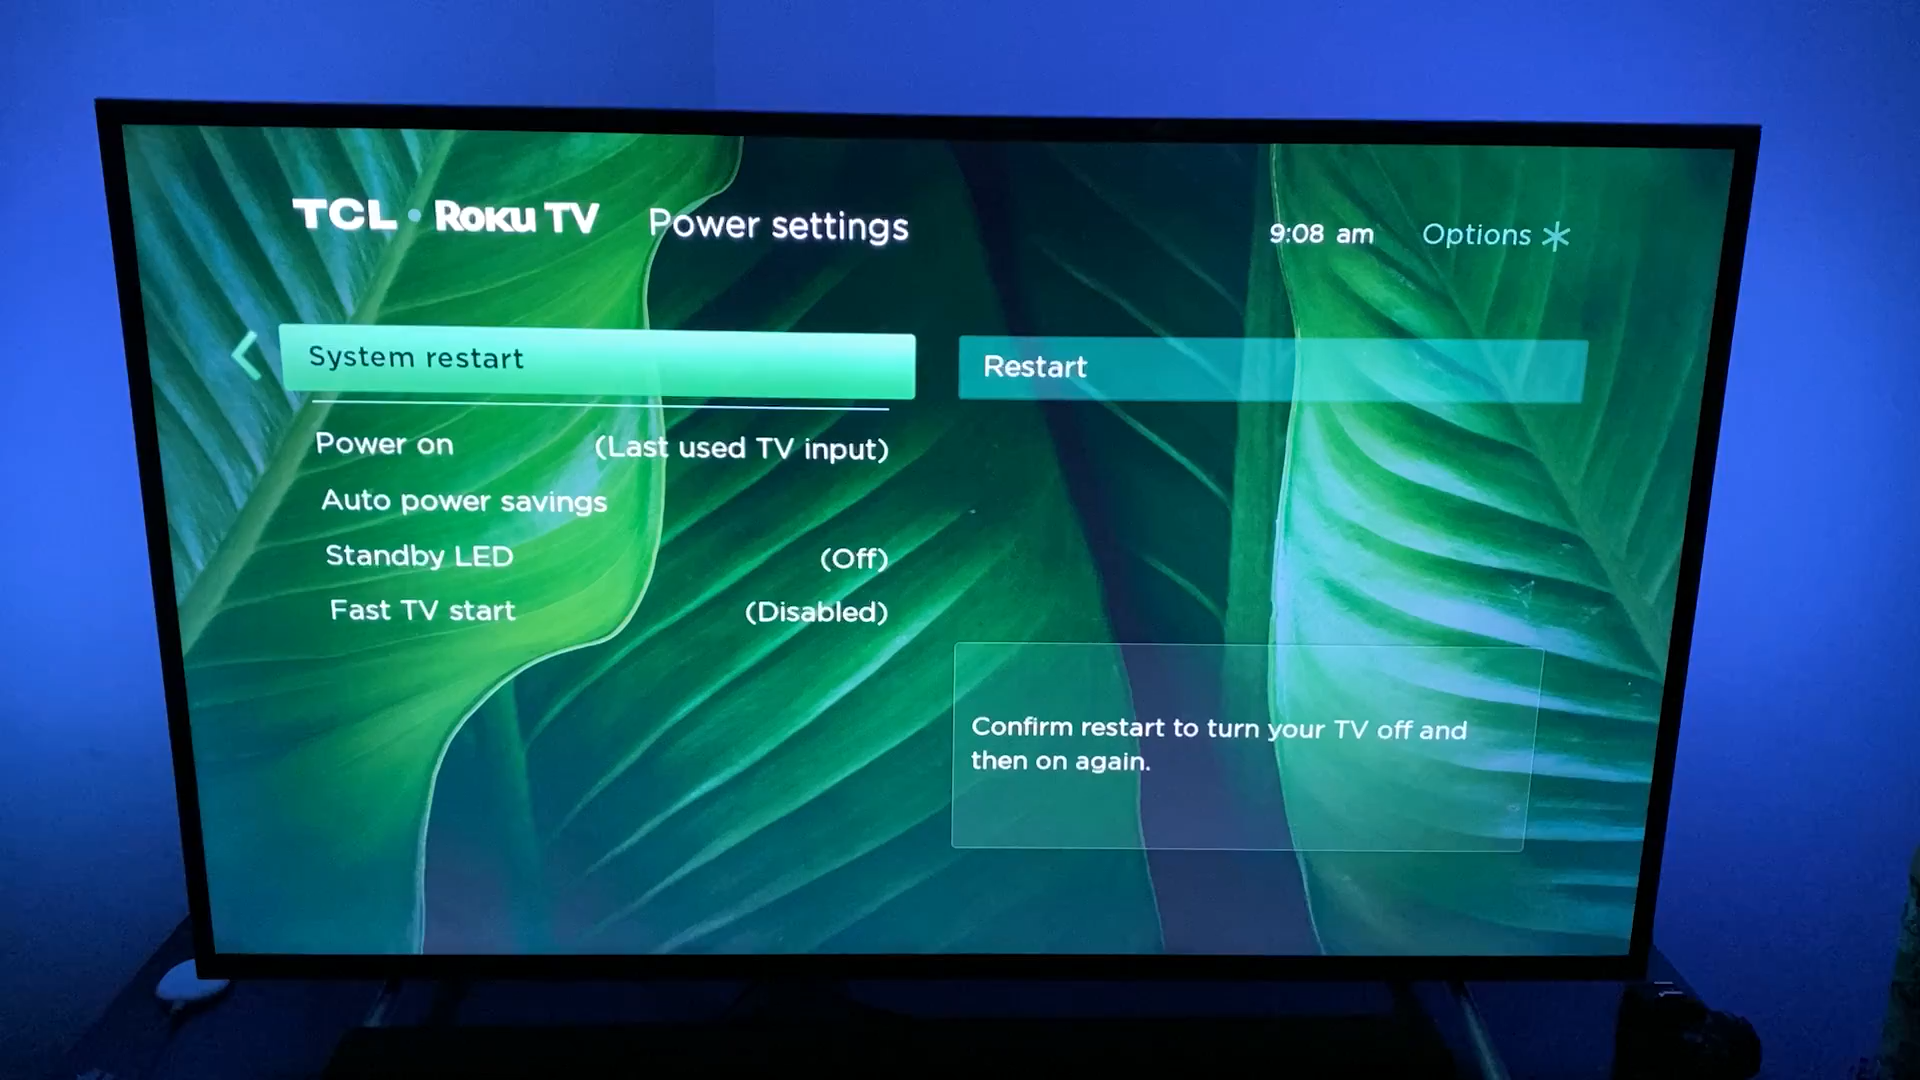 TCL • Roku TV Power settings 9:08 am Options
System restart Restart
Power on (Last used TV input)
Auto power savings
Standby LED (Off)
Fast TV start (Disabled)
Confirm restart to turn your TV off and
then on again.